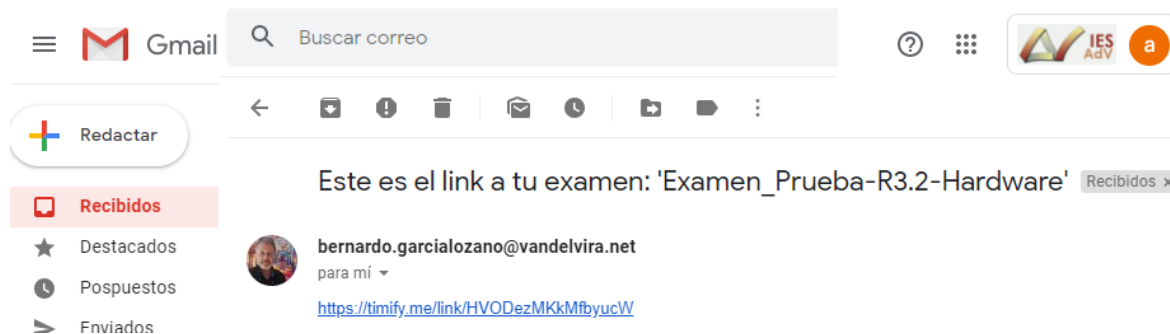 Gmail
Buscar correo
IES
AdV
a
Redactar
Este es el link a tu examen: 'Examen_Prueba-R3.2-Hardware' Recibidos x
Recibidos
Destacados
Pospuestos
Enviados
bernardo.garcialozano@vandelvira.net
para mí
https://timify.me/link/HVODezMKkMfbyucW